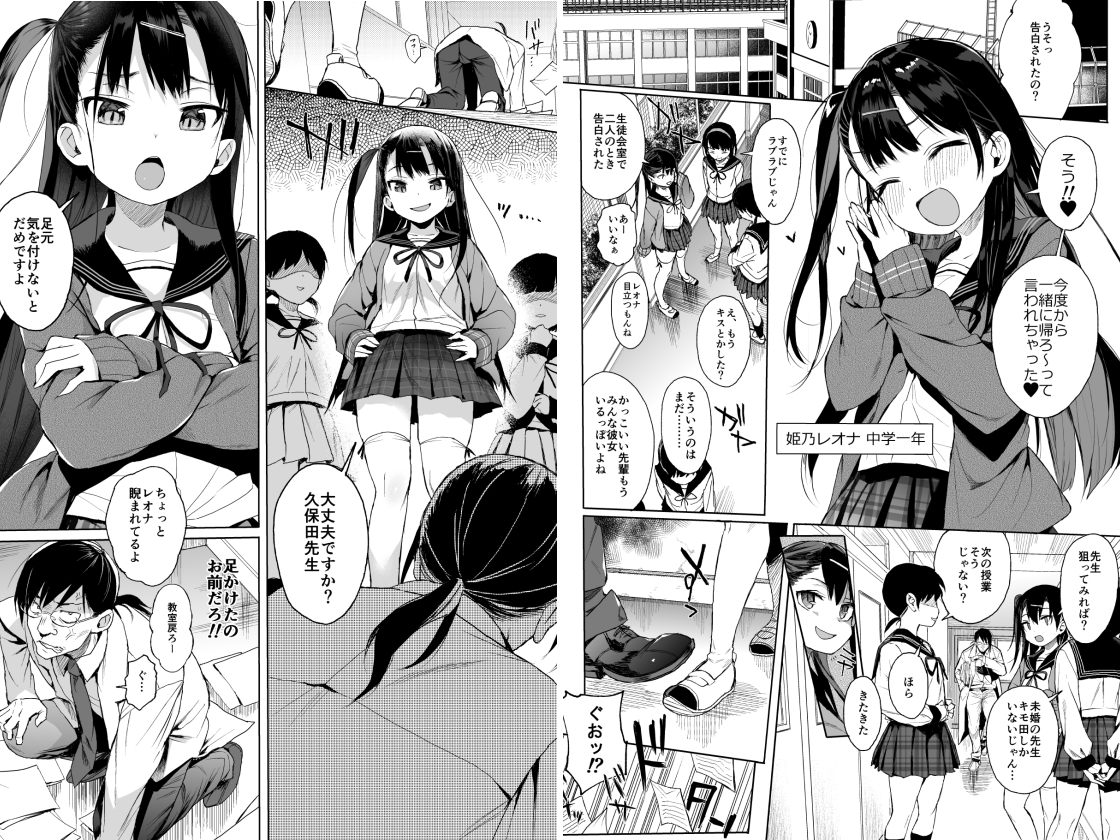 うそっ
告白されたの？
そう!!♥
今度から
一緒に帰ろ～って
言われちゃった♥
姫乃レオナ 中学一年
すでに
ラブラブじゃん
生徒会室で
二人のとき
告白された
あー
いいなぁ
レオナ
目立つもんね
え、もう
キスとかした？
そういうのは
まだ………
かっこいい先輩もう
みんな彼女
いるっぽいよね
先生
狙ってみれば？
未婚の先生
キモ田しか
いないじゃん…
次の授業
そう
じゃない？
ほら
きたきた
ぐおッ!?
大丈夫ですか？
久保田先生
足元
気を付けないと
だめですよ
ちょっと
レオナ
睨まれてるよ
足かけたの
お前だろ!!
教室戻ろー
ぐ…